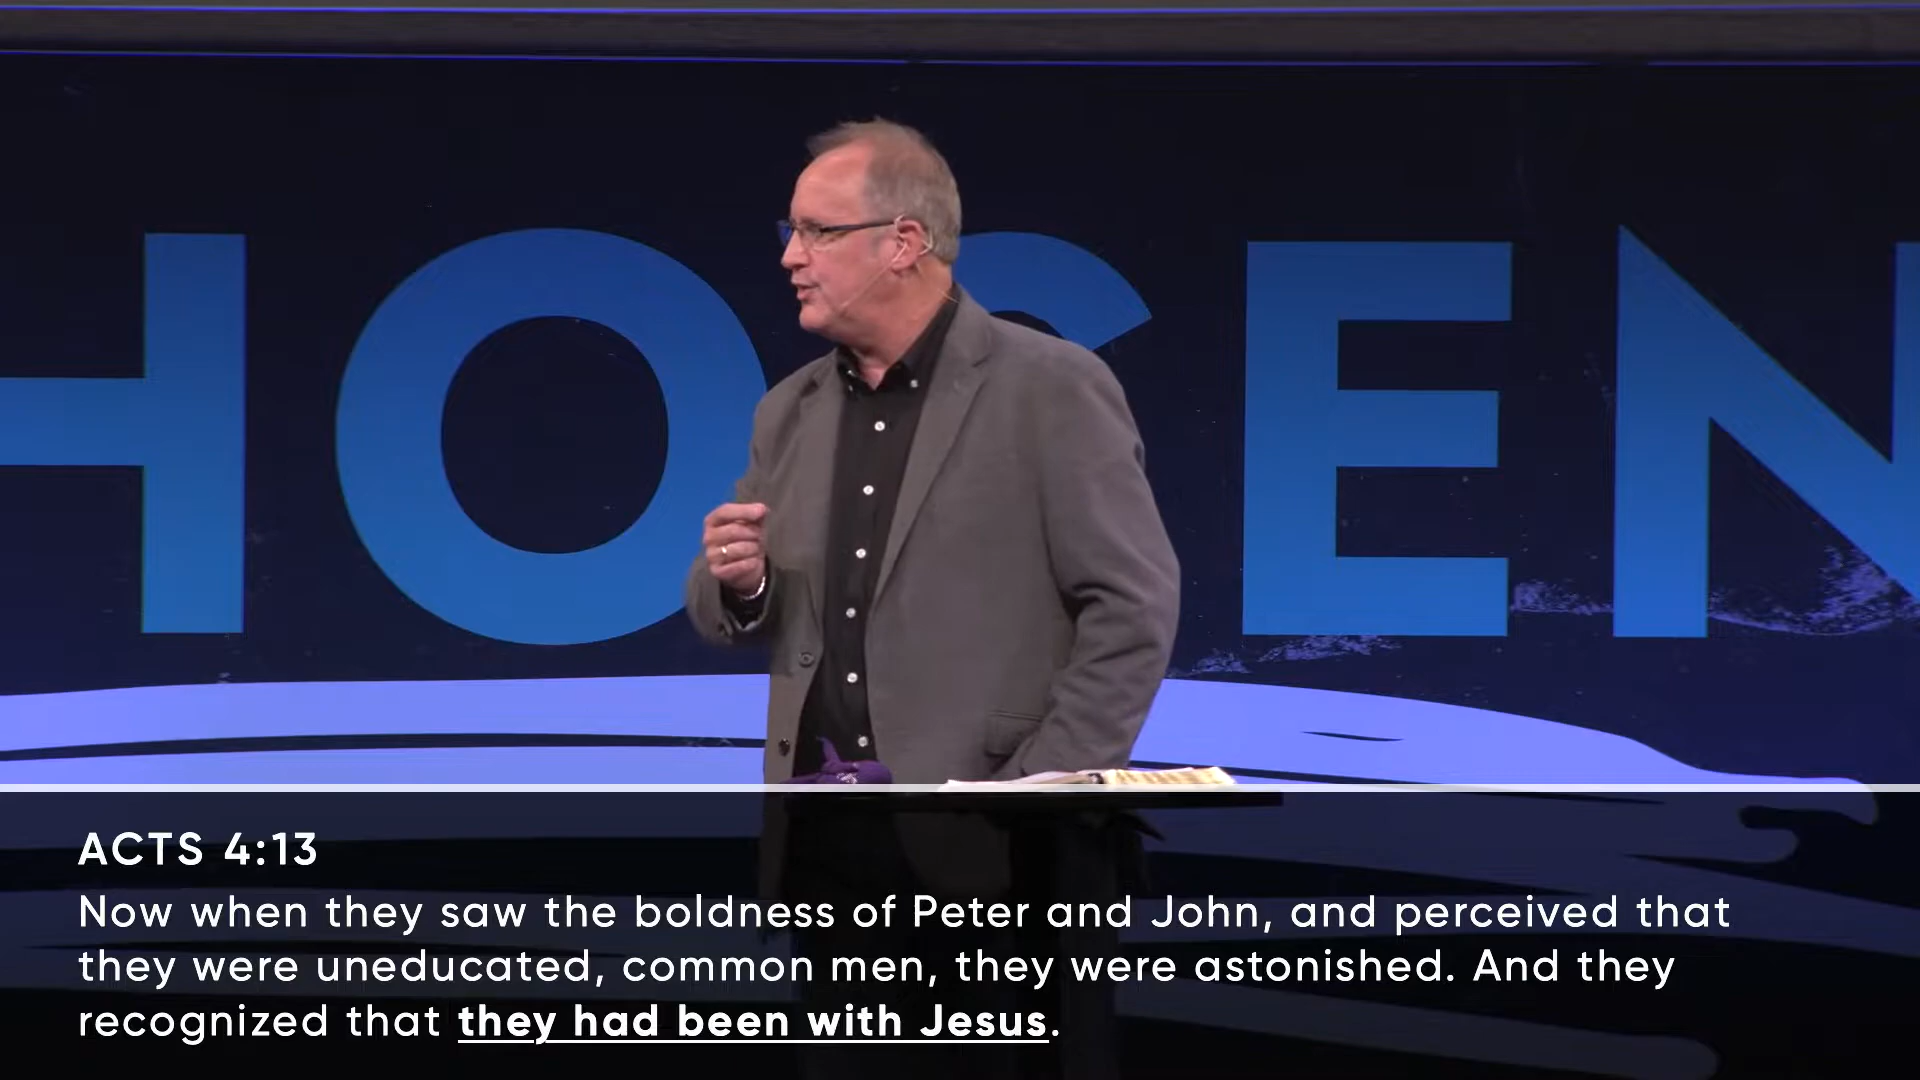 HOSEN
ACTS 4:13
Now when they saw the boldness of Peter and John, and perceived that
they were uneducated, common men, they were astonished. And they
recognized that they had been with Jesus.